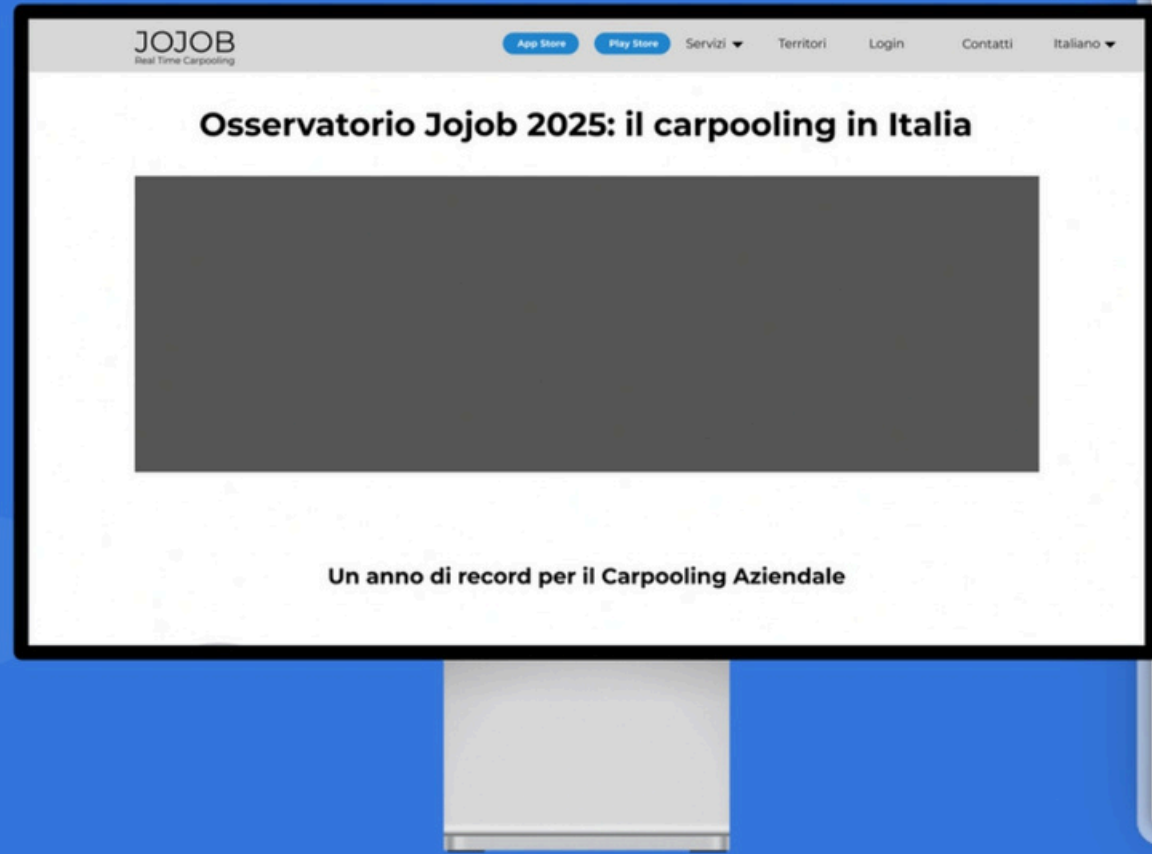 JOJOB
Real Time Carpooling
App Store
Play Store
Servizi
Territori
Login
Contatti
Italiano
Osservatorio Jojob 2025: il carpooling in Italia
Un anno di record per il Carpooling Aziendale